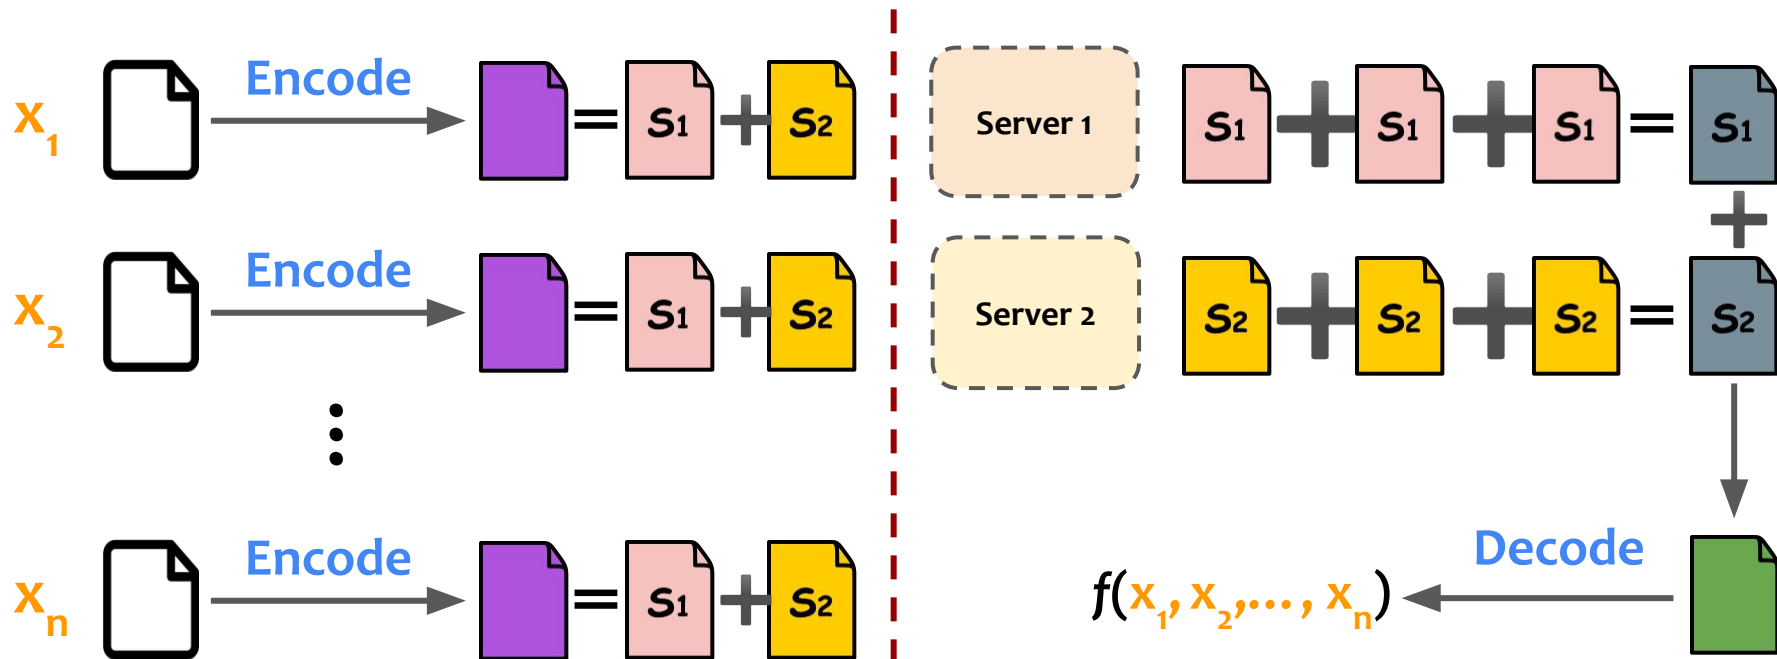 x₁ Encode = S₁ + S₂
x₂ Encode = S₁ + S₂
⋮
xₙ Encode = S₁ + S₂
Server 1 S₁ + S₁ + S₁ = S₁
+
Server 2 S₂ + S₂ + S₂ = S₂
Decode
f(x₁, x₂,..., xₙ)